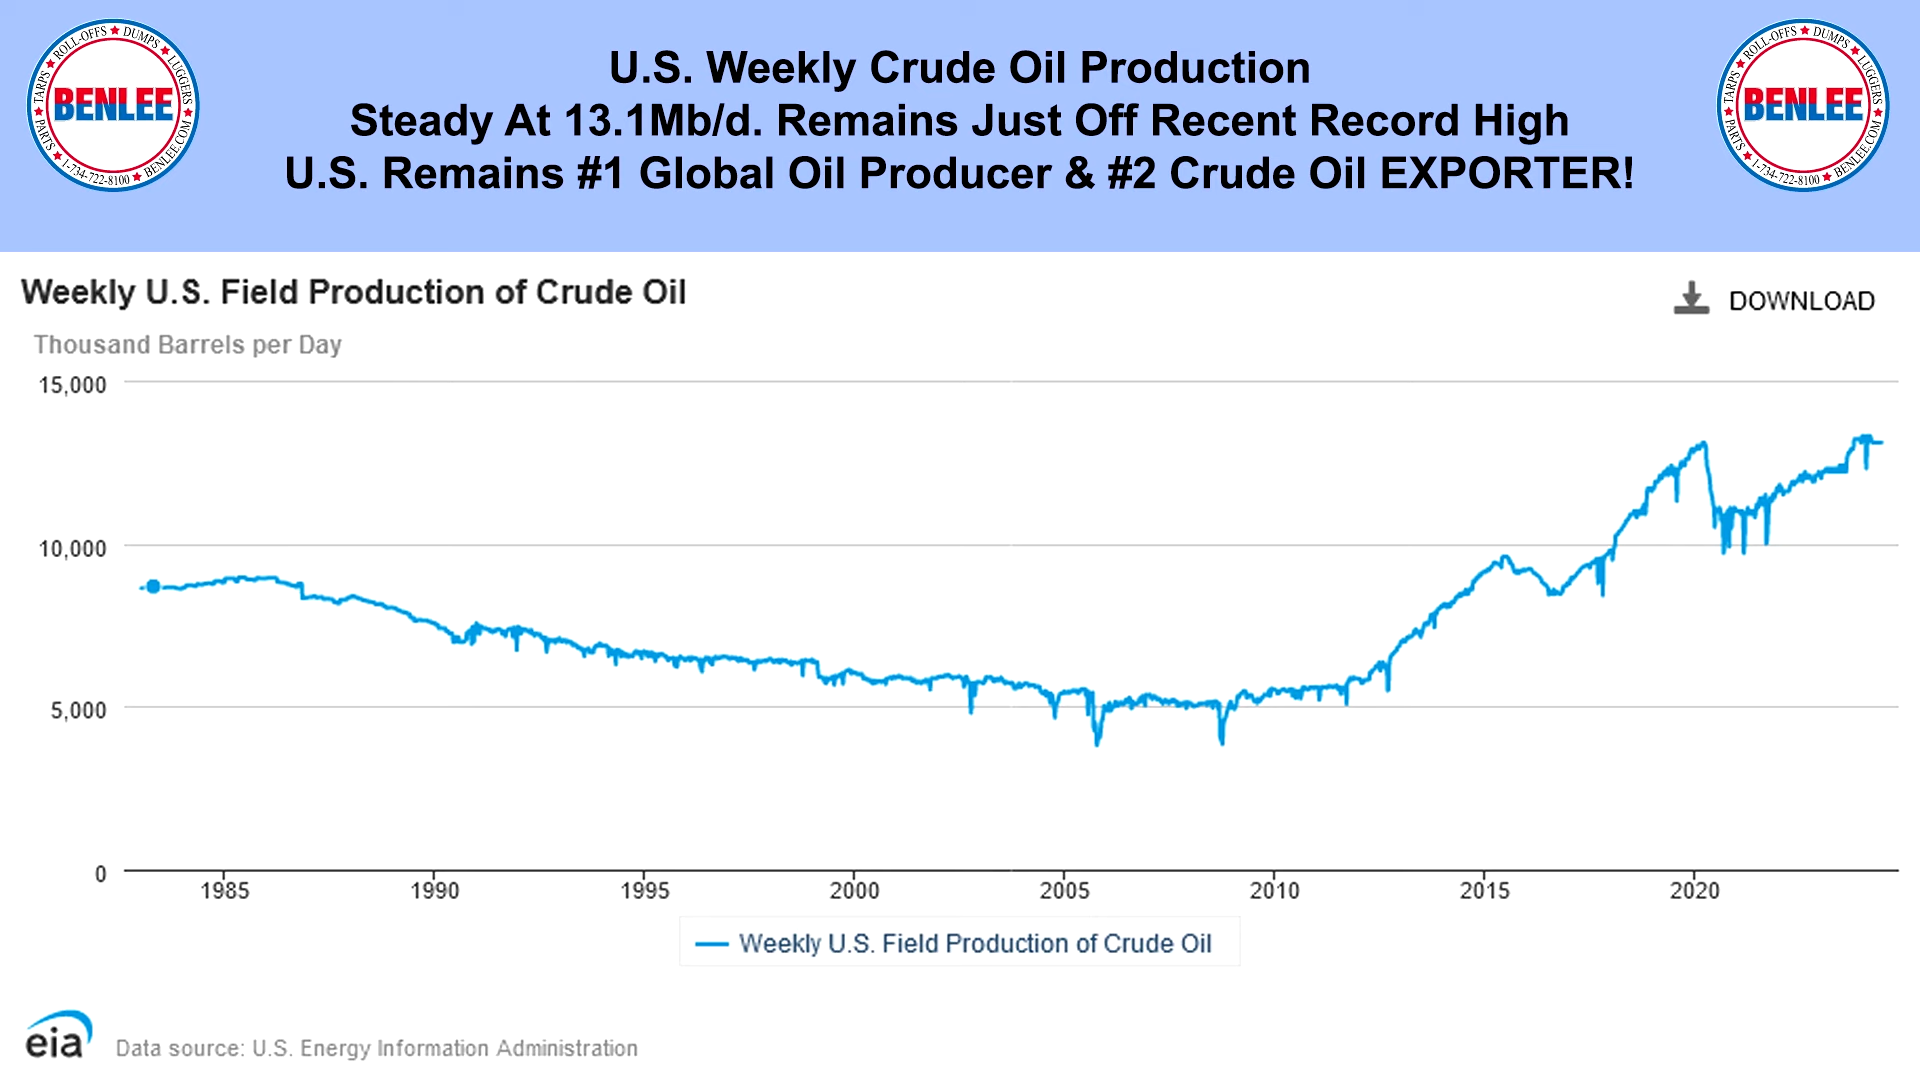 U.S. Weekly Crude Oil Production
Steady At 13.1Mb/d. Remains Just Off Recent Record High
U.S. Remains #1 Global Oil Producer & #2 Crude Oil EXPORTER!
TARPS ★ ROLL-OFFS ★ DUMPS ★ LUGGERS ★
BENLEE
PARTS ★ 1-734-722-8100 ★ BENLEE.COM ★
TARPS ★ ROLL-OFFS ★ DUMPS ★ LUGGERS ★
BENLEE
PARTS ★ 1-734-722-8100 ★ BENLEE.COM ★
Weekly U.S. Field Production of Crude Oil
DOWNLOAD
Thousand Barrels per Day
15,000
10,000
5,000
0
1985 1990 1995 2000 2005 2010 2015 2020
Weekly U.S. Field Production of Crude Oil
eia Data source: U.S. Energy Information Administration